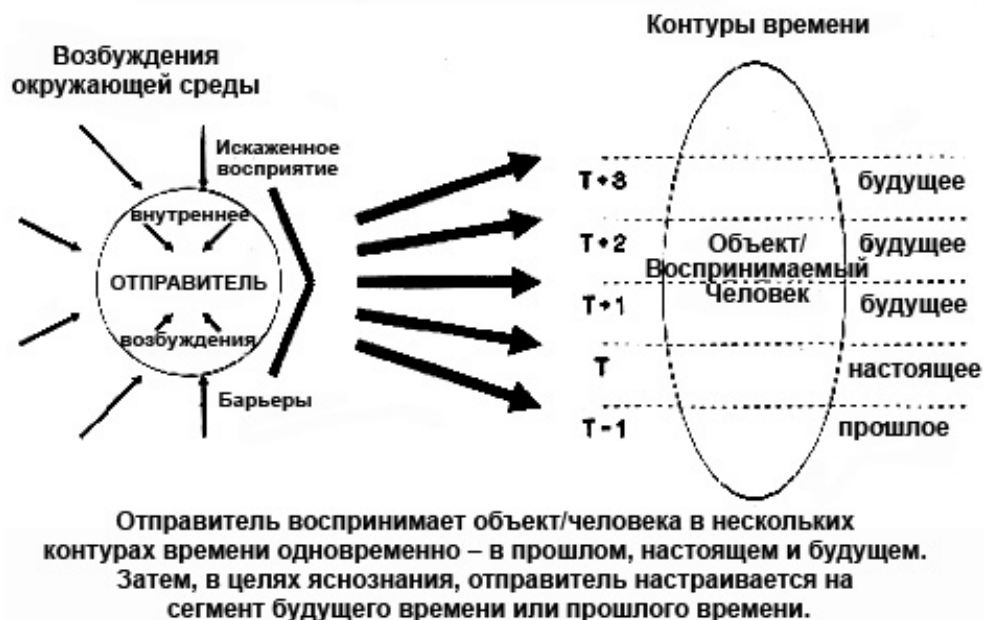 Контуры времени
Возбуждения
окружающей среды
Искаженное
восприятие
внутреннее
ОТПРАВИТЕЛЬ
возбуждения
Барьеры
T+3
будущее
T+2
Объект/
будущее
Воспринимаемый
Человек
T+1
будущее
T
настоящее
T-1
прошлое
Отправитель воспринимает объект/человека в нескольких
контурах времени одновременно – в прошлом, настоящем и будущем.
Затем, в целях яснознания, отправитель настраивается на
сегмент будущего времени или прошлого времени.